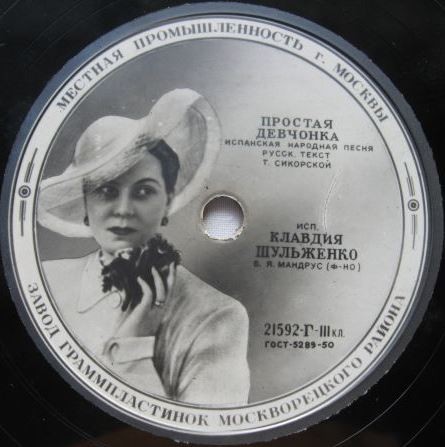 МЕСТНАЯ ПРОМЫШЛЕННОСТЬ г. МОСКВЫ
ПРОСТАЯ
ДЕВЧОНКА
ИСПАНСКАЯ НАРОДНАЯ ПЕСНЯ
РУССК. ТЕКСТ
Т. СИКОРСКОЙ
ИСП.
КЛАВДИЯ
ШУЛЬЖЕНКО
Б. Я. МАНДРУС (Ф-НО)
21592-Г-III КЛ.
ГОСТ-5289-50
ЗАВОД ГРАММПЛАСТИНОК МОСКВОРЕЦКОГО РАЙОНА